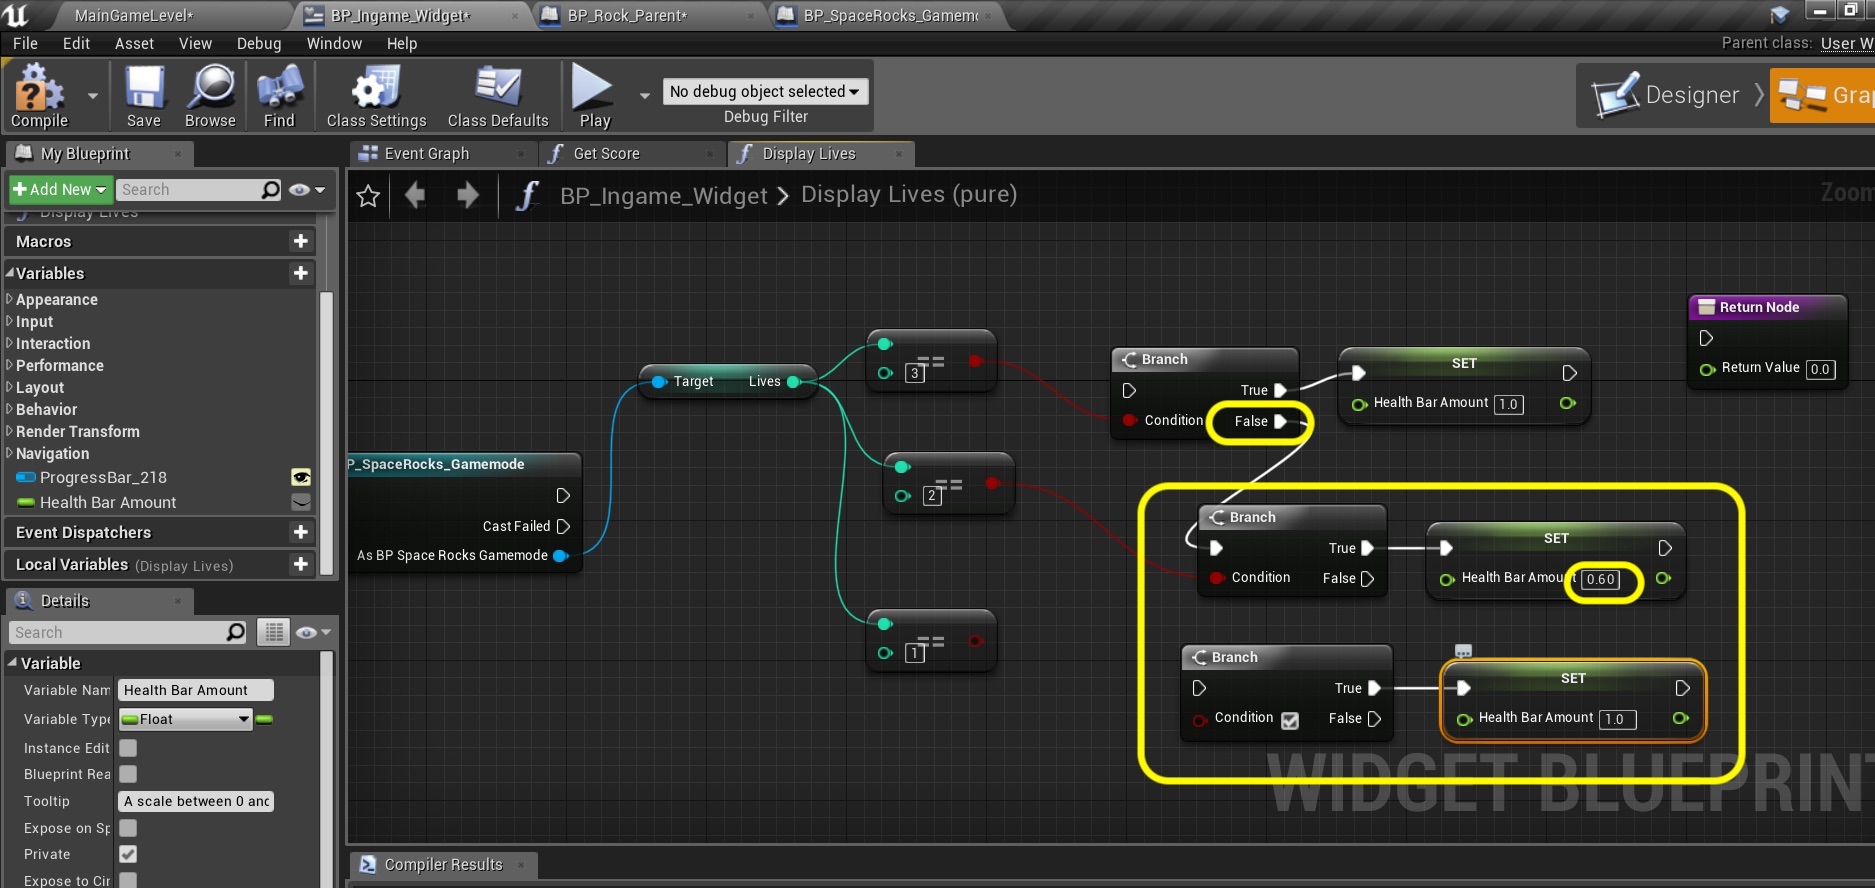 MainGameLevel*
BP_Ingame_Widget*
BP_Rock_Parent*
BP_SpaceRocks_Gamem
File Edit Asset View Debug Window Help
Parent class: User W
Compile
Save
Browse
Find
Class Settings
Class Defaults
Play
No debug object selected
Debug Filter
Designer
Gra
My Blueprint
Event Graph
Get Score
Display Lives
Add New
Search
BP_Ingame_Widget > Display Lives (pure)
Zoom
Display Lives
Macros
Variables
Appearance
Input
Interaction
Performance
Layout
Behavior
Render Transform
Navigation
ProgressBar_218
Health Bar Amount
Event Dispatchers
Local Variables (Display Lives)
Details
Search
Variable
Variable Nam Health Bar Amount
Variable Type Float
Instance Edit
Blueprint Rea
Tooltip A scale between 0 and
Expose on Sp
Private
Expose to Cin
P_SpaceRocks_Gamemode
Cast Failed
As BP Space Rocks Gamemode
Target Lives
== 3
== 2
== 1
Branch
True
Condition False
SET
Health Bar Amount 1.0
Return Node
Return Value 0.0
Branch
True
Condition False
SET
Health Bar Amount 0.60
Branch
True
Condition False
SET
Health Bar Amount 1.0
WIDGET BLUEPRINT
Compiler Results